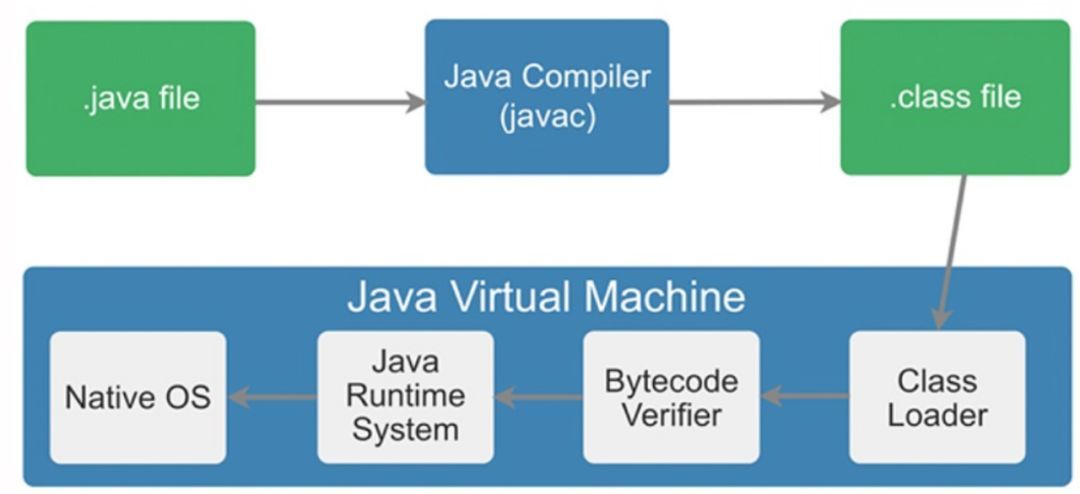 .java file
Java Compiler
(javac)
.class file
Java Virtual Machine
Native OS
Java
Runtime
System
Bytecode
Verifier
Class
Loader